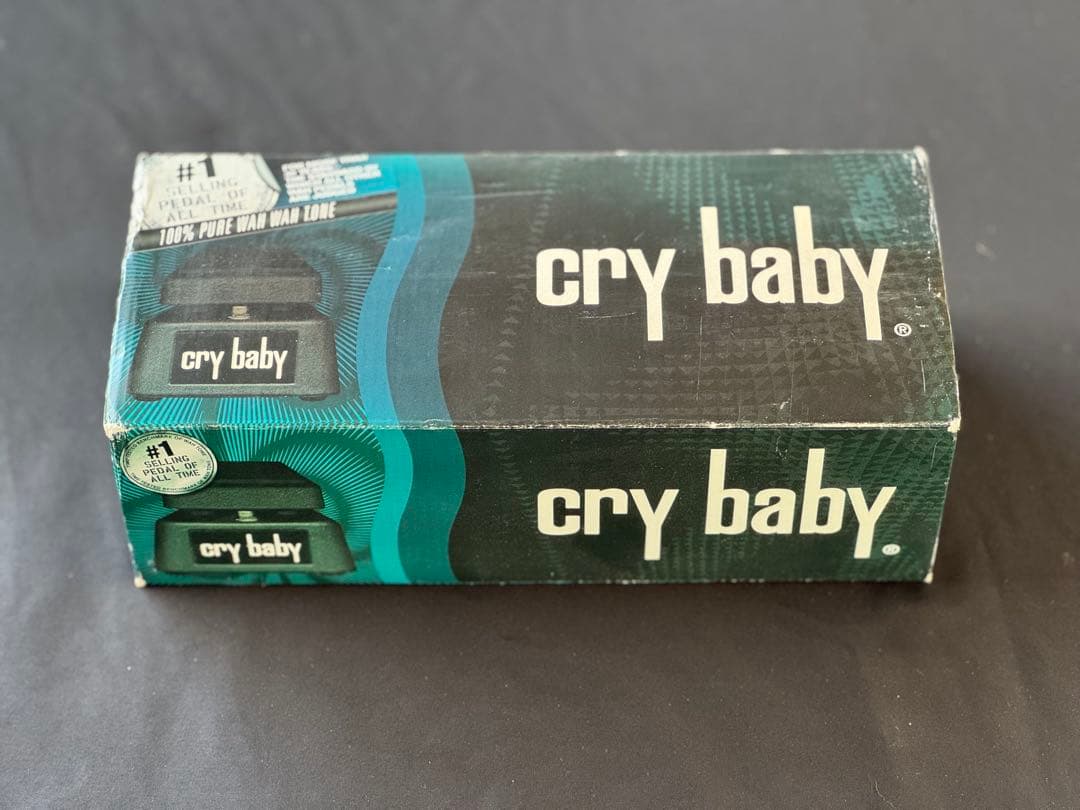 #1
SELLING
PEDAL OF
ALL TIME
100% PURE WAH WAH TONE
cry baby
cry baby
®
#1
SELLING
PEDAL OF
ALL TIME
cry baby
cry baby
®